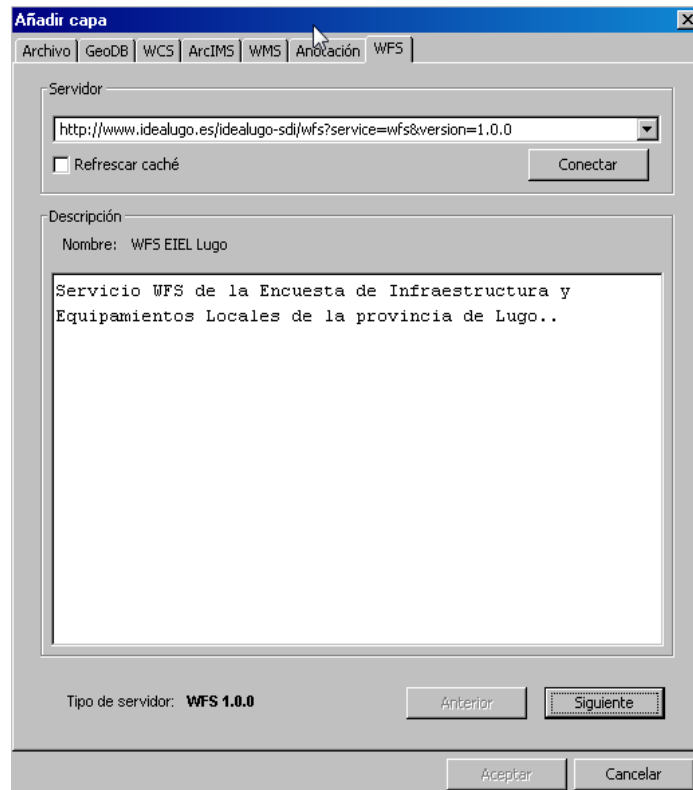 Añadir capa
Archivo GeoDB WCS ArcIMS WMS Anotación WFS
Servidor
http://www.idealugo.es/idealugo-sdi/wfs?service=wfs&version=1.0.0
Refrescar caché Conectar
Descripción
Nombre: WFS EIEL Lugo
Servicio WFS de la Encuesta de Infraestructura y
Equipamientos Locales de la provincia de Lugo..
Tipo de servidor: WFS 1.0.0 Anterior Siguiente
Aceptar Cancelar